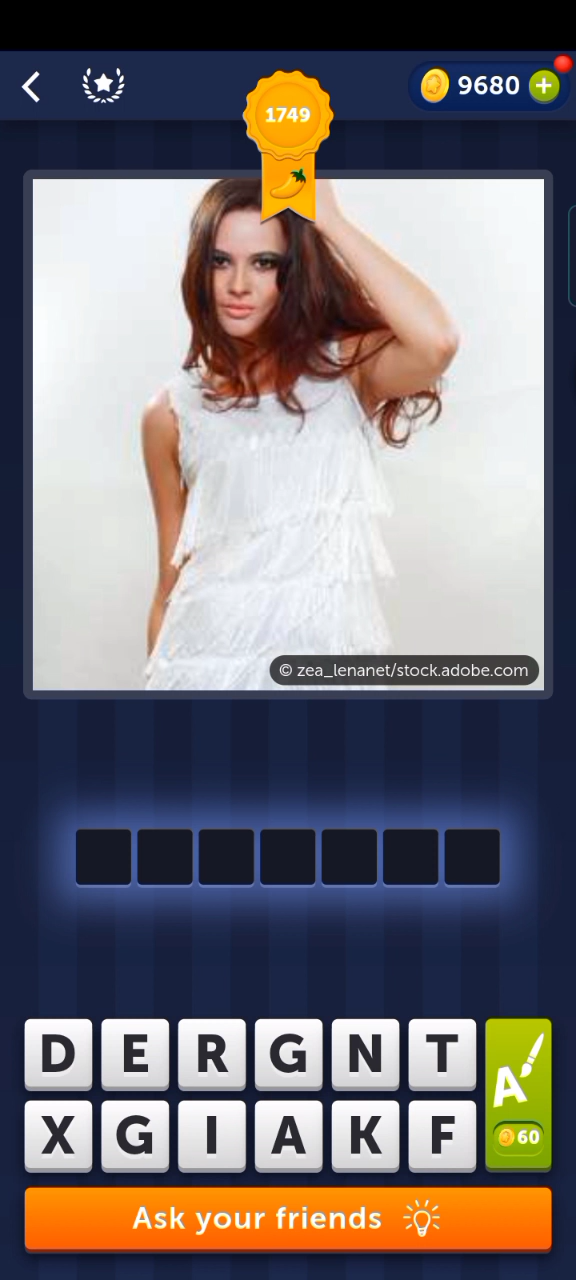 9680
1749
© zea_lenanet/stock.adobe.com
D E R G N T
X G I A K F
A
60
Ask your friends